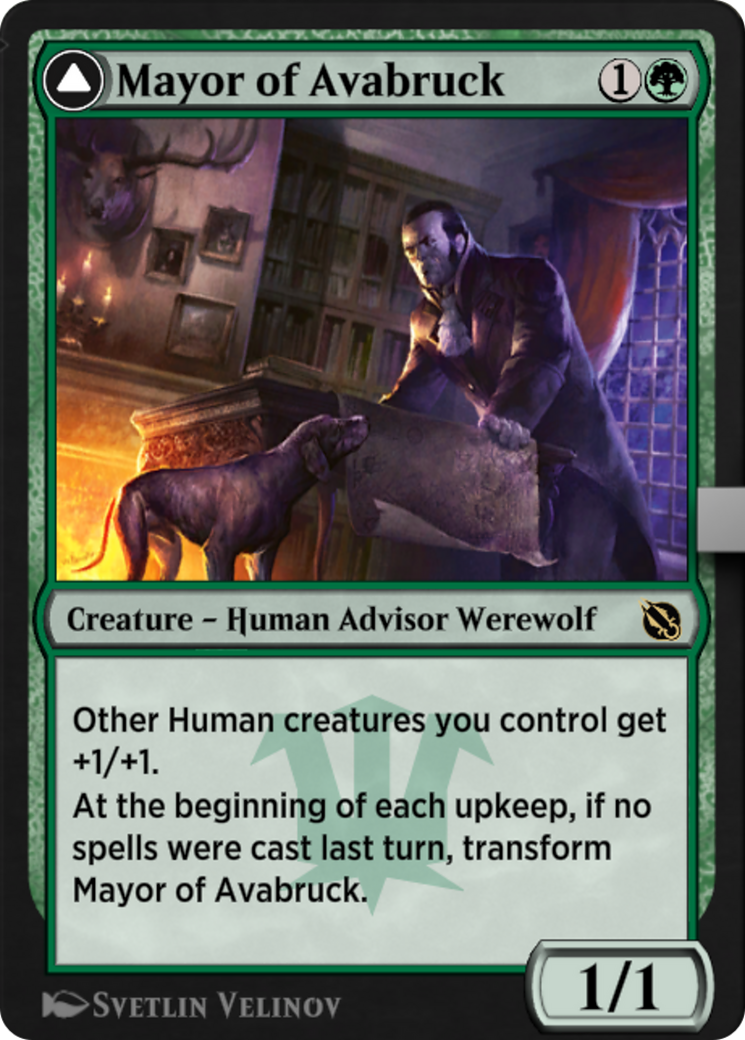 Mayor of Avabruck 1
Creature – Human Advisor Werewolf
Other Human creatures you control get
+1/+1.
At the beginning of each upkeep, if no
spells were cast last turn, transform
Mayor of Avabruck.
1/1
Svetlin Velinov